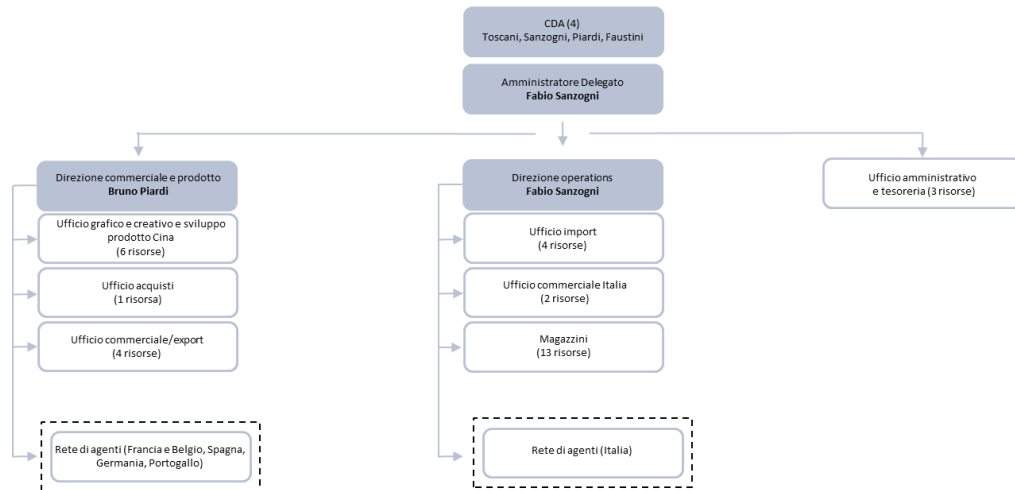 CDA (4)
Toscani, Sanzogni, Piardi, Faustini
Amministratore Delegato
Fabio Sanzogni
Direzione commerciale e prodotto
Bruno Piardi
Ufficio grafico e creativo e sviluppo
prodotto Cina
(6 risorse)
Ufficio acquisti
(1 risorsa)
Ufficio commerciale/export
(4 risorse)
Rete di agenti (Francia e Belgio, Spagna,
Germania, Portogallo)
Direzione operations
Fabio Sanzogni
Ufficio import
(4 risorse)
Ufficio commerciale Italia
(2 risorse)
Magazzini
(13 risorse)
Rete di agenti (Italia)
Ufficio amministrativo
e tesoreria (3 risorse)